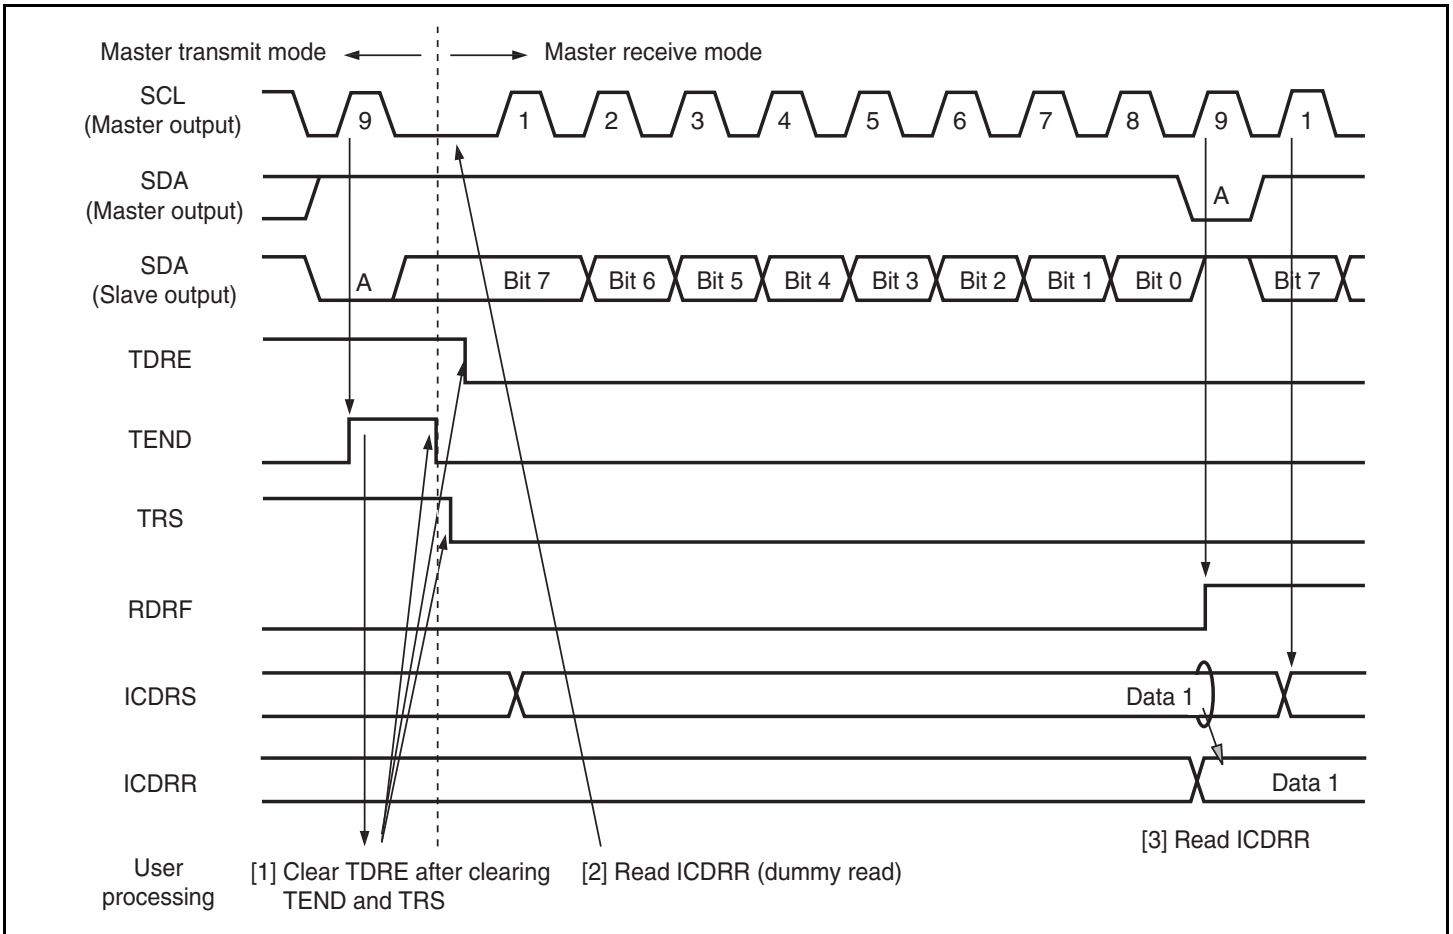 Master transmit mode
Master receive mode
SCL
(Master output)
9
1
2
3
4
5
6
7
8
9
1
SDA
(Master output)
A
SDA
(Slave output)
A
Bit 7
Bit 6
Bit 5
Bit 4
Bit 3
Bit 2
Bit 1
Bit 0
Bit 7
TDRE
TEND
TRS
RDRF
ICDRS
Data 1
ICDRR
Data 1
User
processing
[1] Clear TDRE after clearing
TEND and TRS
[2] Read ICDRR (dummy read)
[3] Read ICDRR